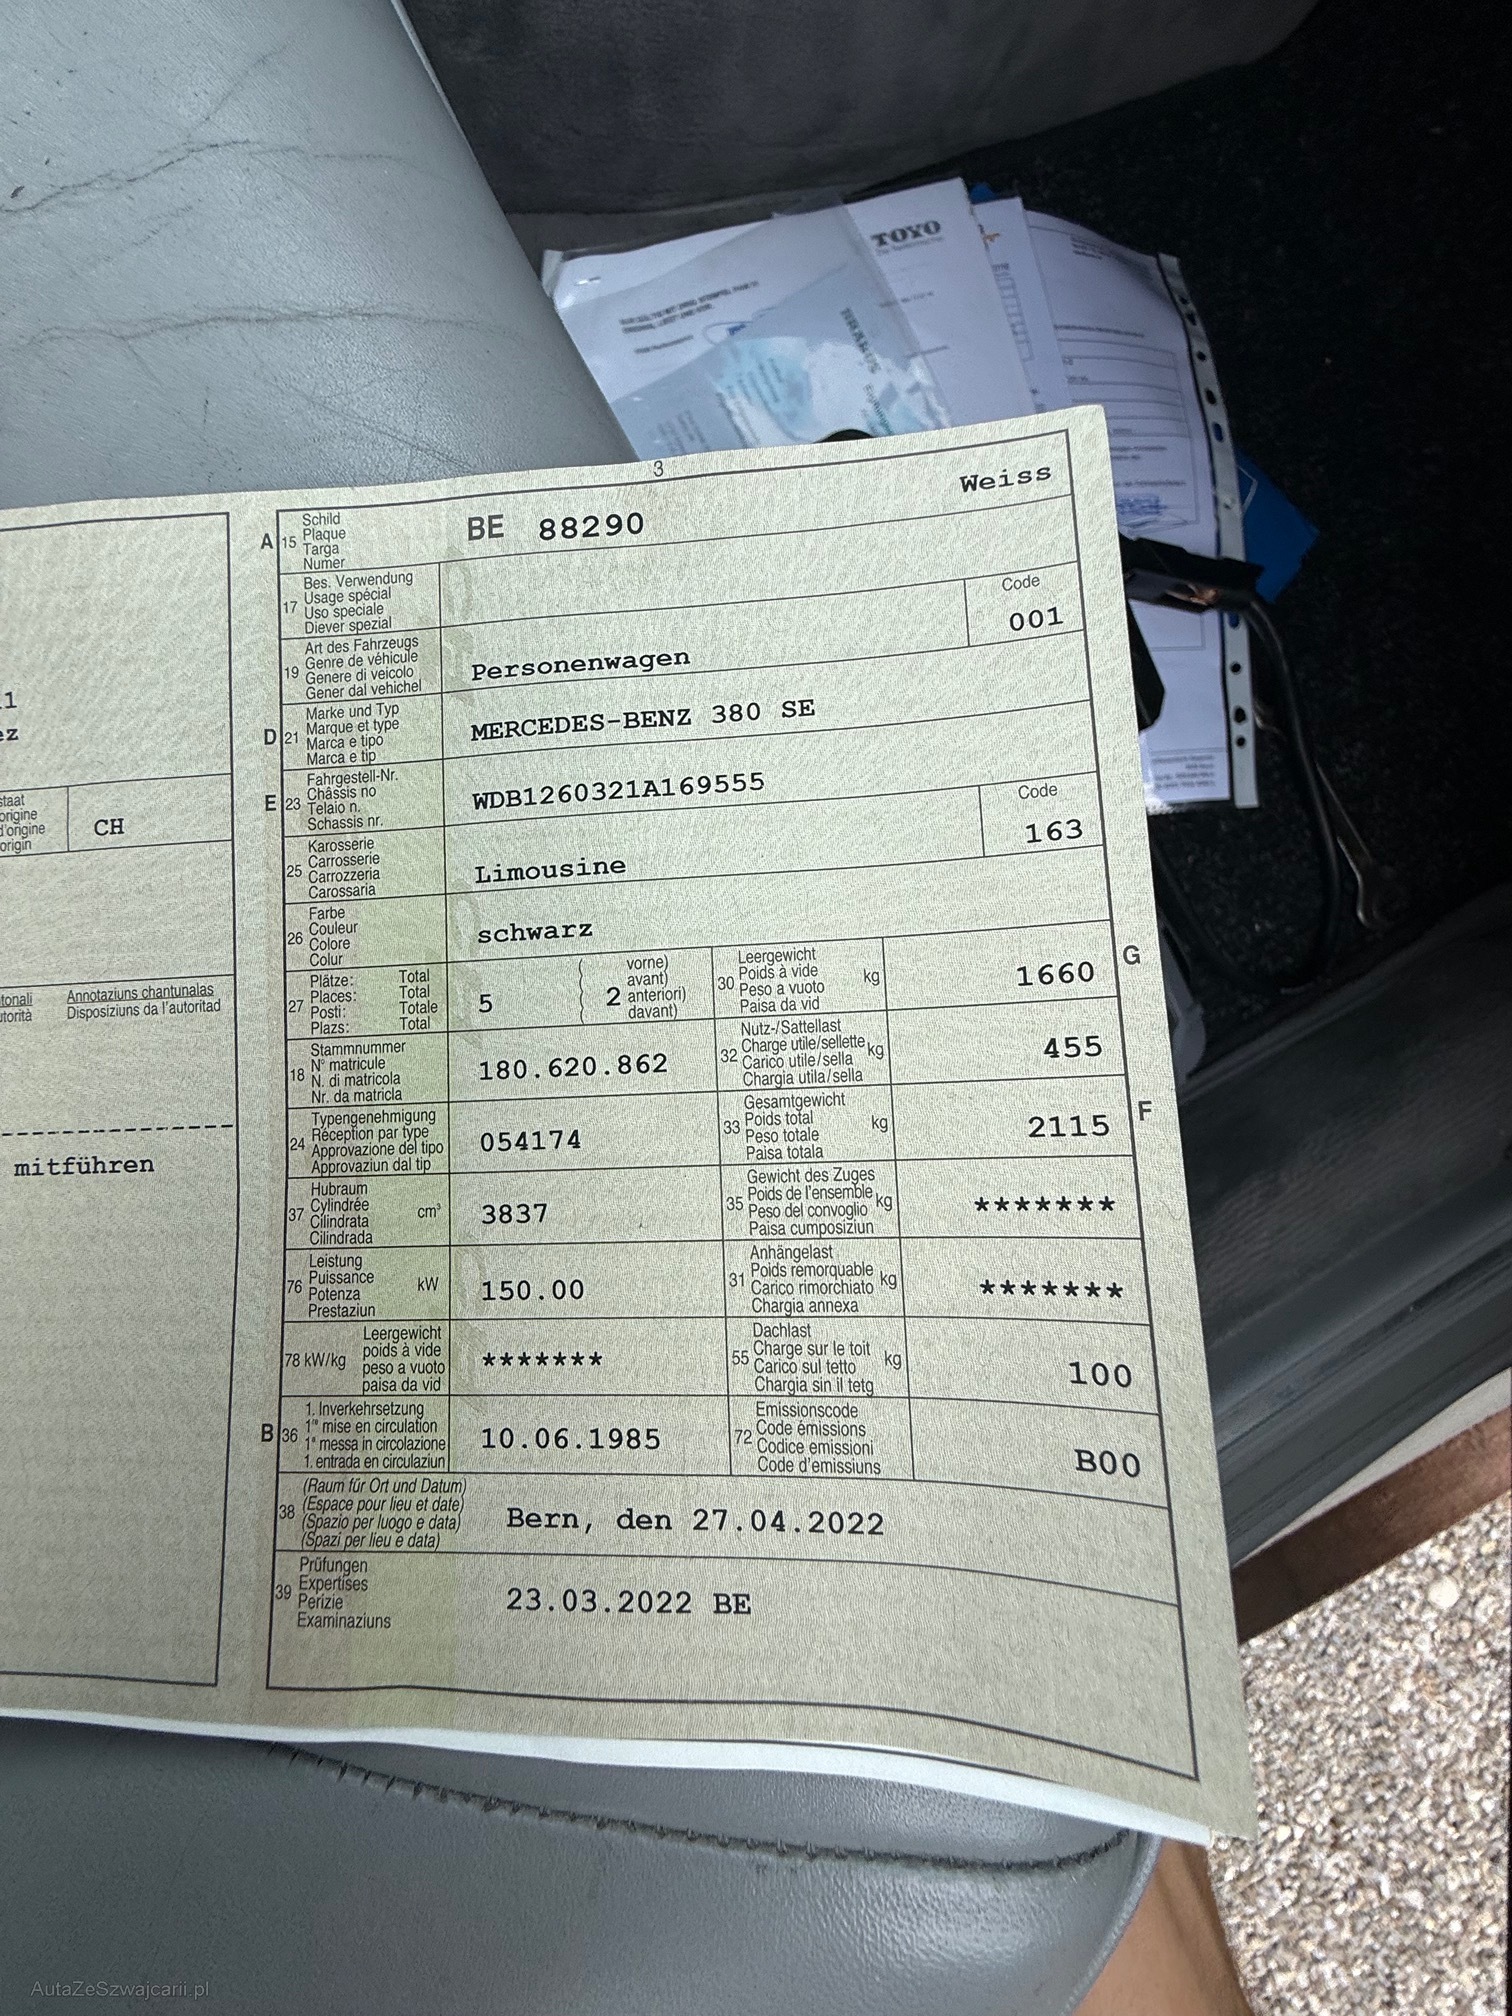 TOYO
3
A 15 Schild
Plaque
Targa
Numer
BE 88290 Weiss
17 Bes. Verwendung
Usage spécial
Uso speciale
Diever spezial
19 Art des Fahrzeugs
Genre de véhicule
Genere di veicolo
Gener dal vehichel
Personenwagen
Code
001
D 21 Marke und Typ
Marque et type
Marca e tipo
Marca e tip
MERCEDES-BENZ 380 SE
E 23 Fahrgestell-Nr.
Châssis no
Telaio n.
Schassis nr.
WDB1260321A169555
25 Karosserie
Carrosserie
Carrozzeria
Carossaria
Limousine
Code
163
26 Farbe
Couleur
Colore
Colur
schwarz
27 Plätze: Total
Places: Total
Posti: Totale
Plazs: Total
5
2
vorne)
avant)
anteriori)
davant)
30 Leergewicht
Poids à vide
Peso a vuoto
Paisa da vid
kg
1660
G
18 Stammnummer
N° matricule
N. di matricola
Nr. da matricla
180.620.862
32 Nutz-/Sattellast
Charge utile/sellette
Carico utile/sella
Chargia utila/sella
kg
455
24 Typengenehmigung
Réception par type
Approvazione del tipo
Approvaziun dal tip
054174
33 Gesamtgewicht
Poids total
Peso totale
Paisa totala
kg
2115
F
37 Hubraum
Cylindrée
Cilindrata
Cilindrada
cm³
3837
35 Gewicht des Zuges
Poids de l'ensemble
Peso del convoglio
Paisa cumposiziun
kg
*******
76 Leistung
Puissance
Potenza
Prestaziun
kW
150.00
31 Anhängelast
Poids remorquable
Carico rimorchiato
Chargia annexa
kg
*******
78 kW/kg
Leergewicht
poids à vide
peso a vuoto
paisa da vid
*******
55 Dachlast
Charge sur le toit
Carico sul tetto
Chargia sin il tetg
kg
100
B 36 1. Inverkehrsetzung
1re mise en circulation
1a messa in circolazione
1. entrada en circulaziun
10.06.1985
72 Emissionscode
Code émissions
Codice emissioni
Code d'emissiuns
B00
38 (Raum für Ort und Datum)
(Espace pour lieu et date)
(Spazio per luogo e data)
(Spazi per lieu e data)
Bern, den 27.04.2022
39 Prüfungen
Expertises
Perizie
Examinaziuns
23.03.2022 BE
CH
Annotaziuns chantunalas
Disposiziuns da l'autoritad
mitführen
AutaZeSzwajcarii.pl